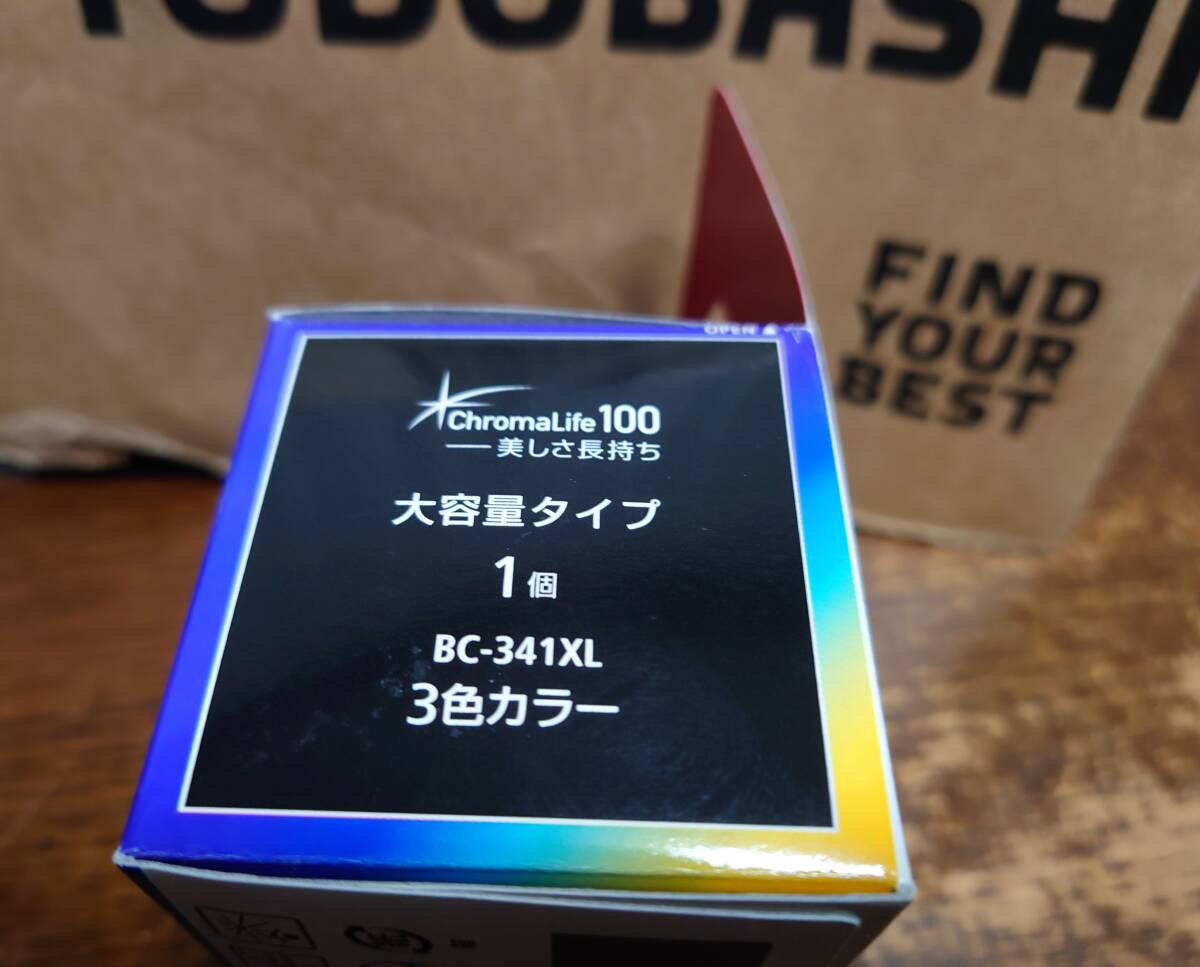 YODOBASHI
FIND
YOUR
BEST
OPEN ▲
ChromaLife100
美しさ長持ち
大容量タイプ
1個
BC-341XL
3色カラー